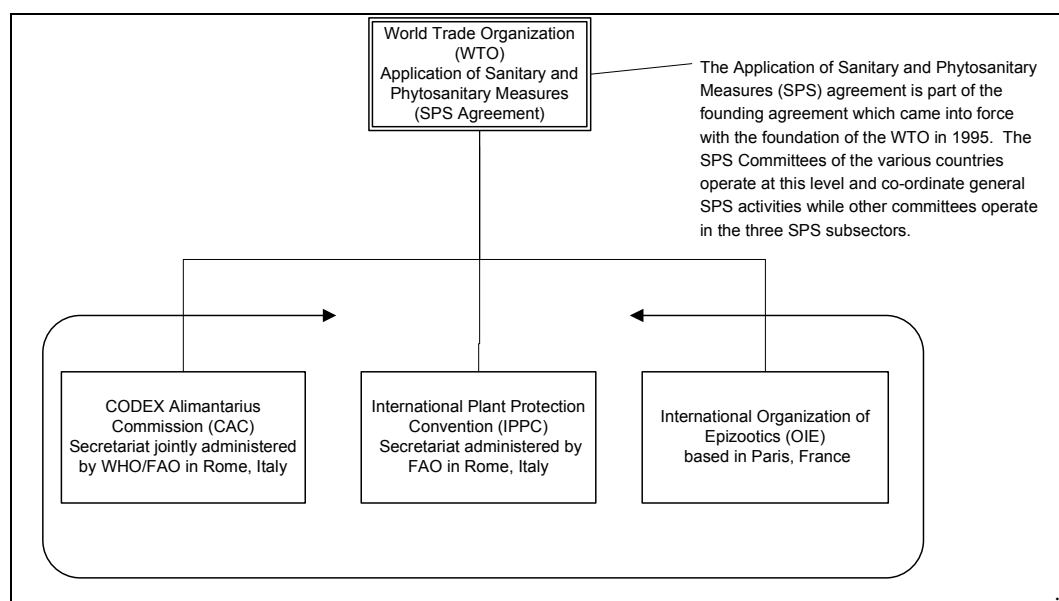 World Trade Organization
(WTO)
Application of Sanitary and
Phytosanitary Measures
(SPS Agreement)
The Application of Sanitary and Phytosanitary
Measures (SPS) agreement is part of the
founding agreement which came into force
with the foundation of the WTO in 1995. The
SPS Committees of the various countries
operate at this level and co-ordinate general
SPS activities while other committees operate
in the three SPS subsectors.
CODEX Alimantarius
Commission (CAC)
Secretariat jointly administered
by WHO/FAO in Rome, Italy
International Plant Protection
Convention (IPPC)
Secretariat administered by
FAO in Rome, Italy
International Organization of
Epizootics (OIE)
based in Paris, France
.